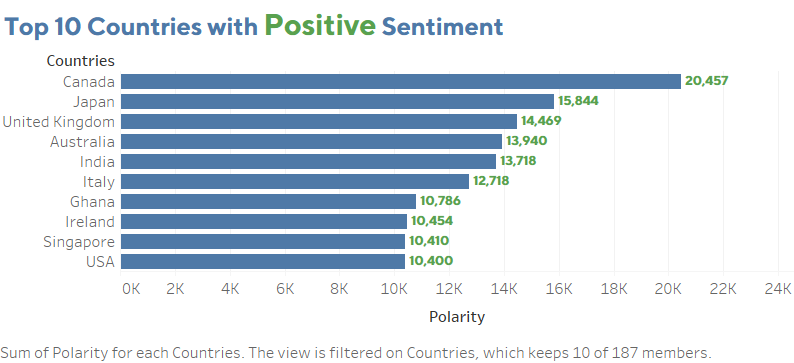 Top 10 Countries with Positive Sentiment
Countries
Canada 20,457
Japan 15,844
United Kingdom 14,469
Australia 13,940
India 13,718
Italy 12,718
Ghana 10,786
Ireland 10,454
Singapore 10,410
USA 10,400
0K 2K 4K 6K 8K 10K 12K 14K 16K 18K 20K 22K 24K
Polarity
Sum of Polarity for each Countries. The view is filtered on Countries, which keeps 10 of 187 members.